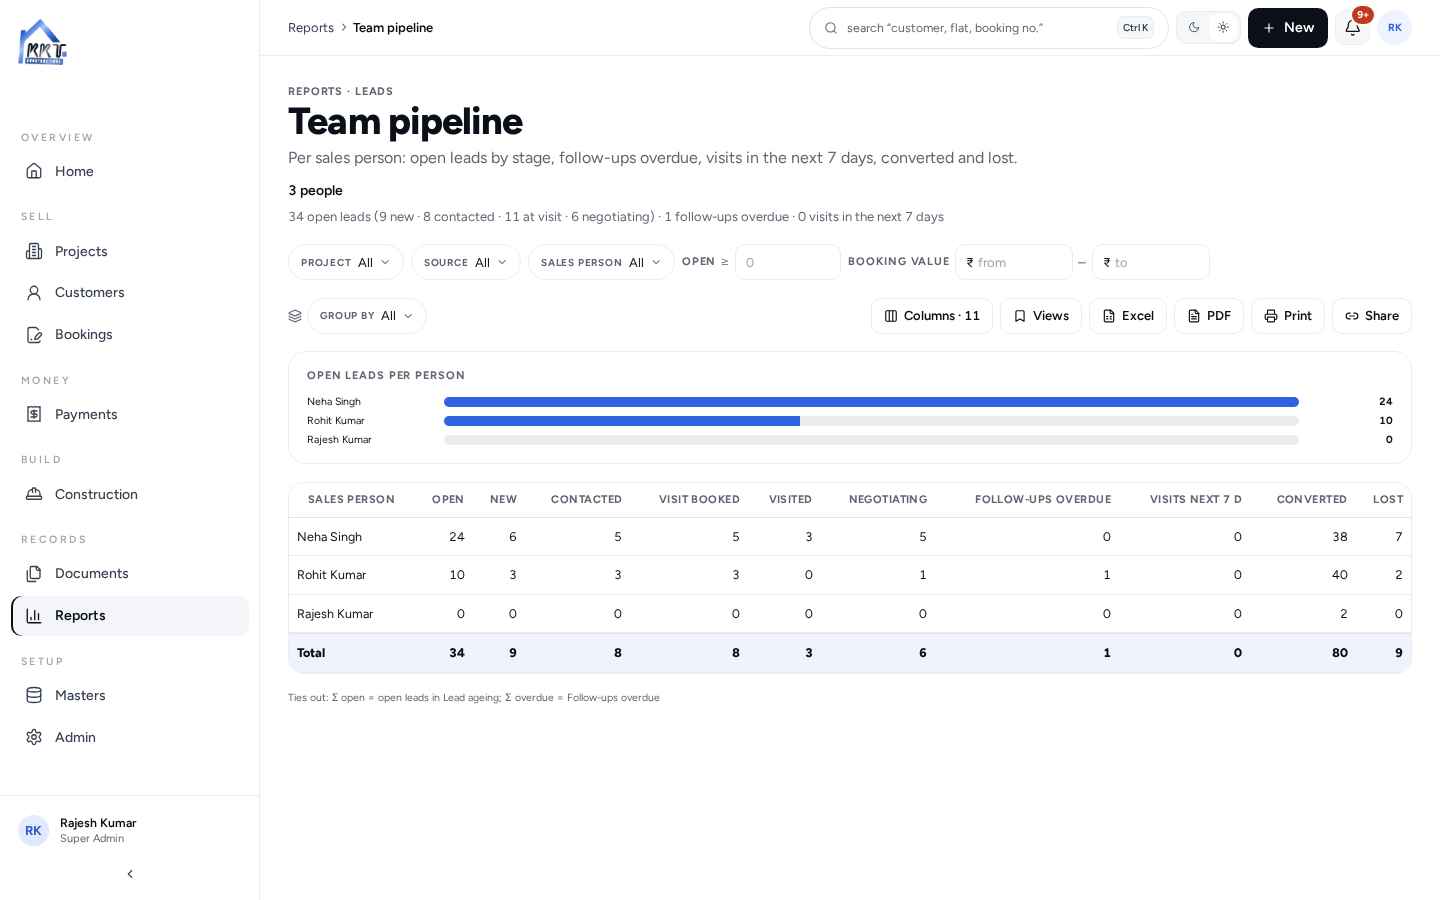 RKT
CONSTRUCTIONS
Reports > Team pipeline
search “customer, flat, booking no.”
Ctrl K
+ New
9+
RK
OVERVIEW
Home
SELL
Projects
Customers
Bookings
MONEY
Payments
BUILD
Construction
RECORDS
Documents
Reports
SETUP
Masters
Admin
RK
Rajesh Kumar
Super Admin
REPORTS · LEADS
Team pipeline
Per sales person: open leads by stage, follow-ups overdue, visits in the next 7 days, converted and lost.
3 people
34 open leads (9 new · 8 contacted · 11 at visit · 6 negotiating) · 1 follow-ups overdue · 0 visits in the next 7 days
PROJECT All SOURCE All SALES PERSON All OPEN ≥ 0 BOOKING VALUE ₹ from – ₹ to
GROUP BY All Columns · 11 Views Excel PDF Print Share
OPEN LEADS PER PERSON
Neha Singh 24
Rohit Kumar 10
Rajesh Kumar 0
SALES PERSON OPEN NEW CONTACTED VISIT BOOKED VISITED NEGOTIATING FOLLOW-UPS OVERDUE VISITS NEXT 7 D CONVERTED LOST
Neha Singh 24 6 5 5 3 5 0 0 38 7
Rohit Kumar 10 3 3 3 0 1 1 0 40 2
Rajesh Kumar 0 0 0 0 0 0 0 0 2 0
Total 34 9 8 8 3 6 1 0 80 9
Ties out: Σ open = open leads in Lead ageing; Σ overdue = Follow-ups overdue